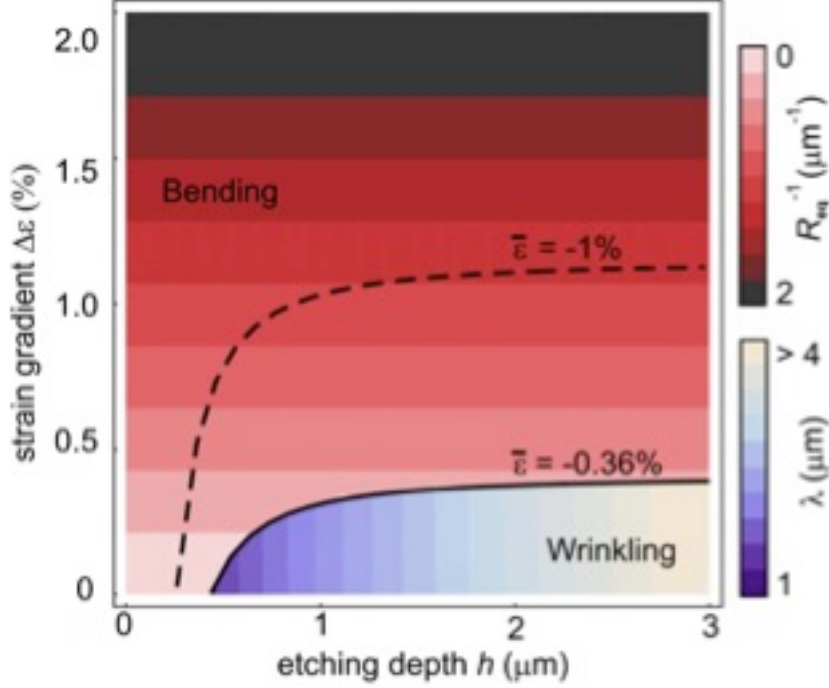 2.0
1.5
1.0
0.5
0
strain gradient Δε (%)
Bending
ε̄ = -1%
ε̄ = -0.36%
Wrinkling
0
1
2
3
etching depth h (μm)
0
2
R_eq⁻¹ (μm⁻¹)
> 4
1
λ (μm)